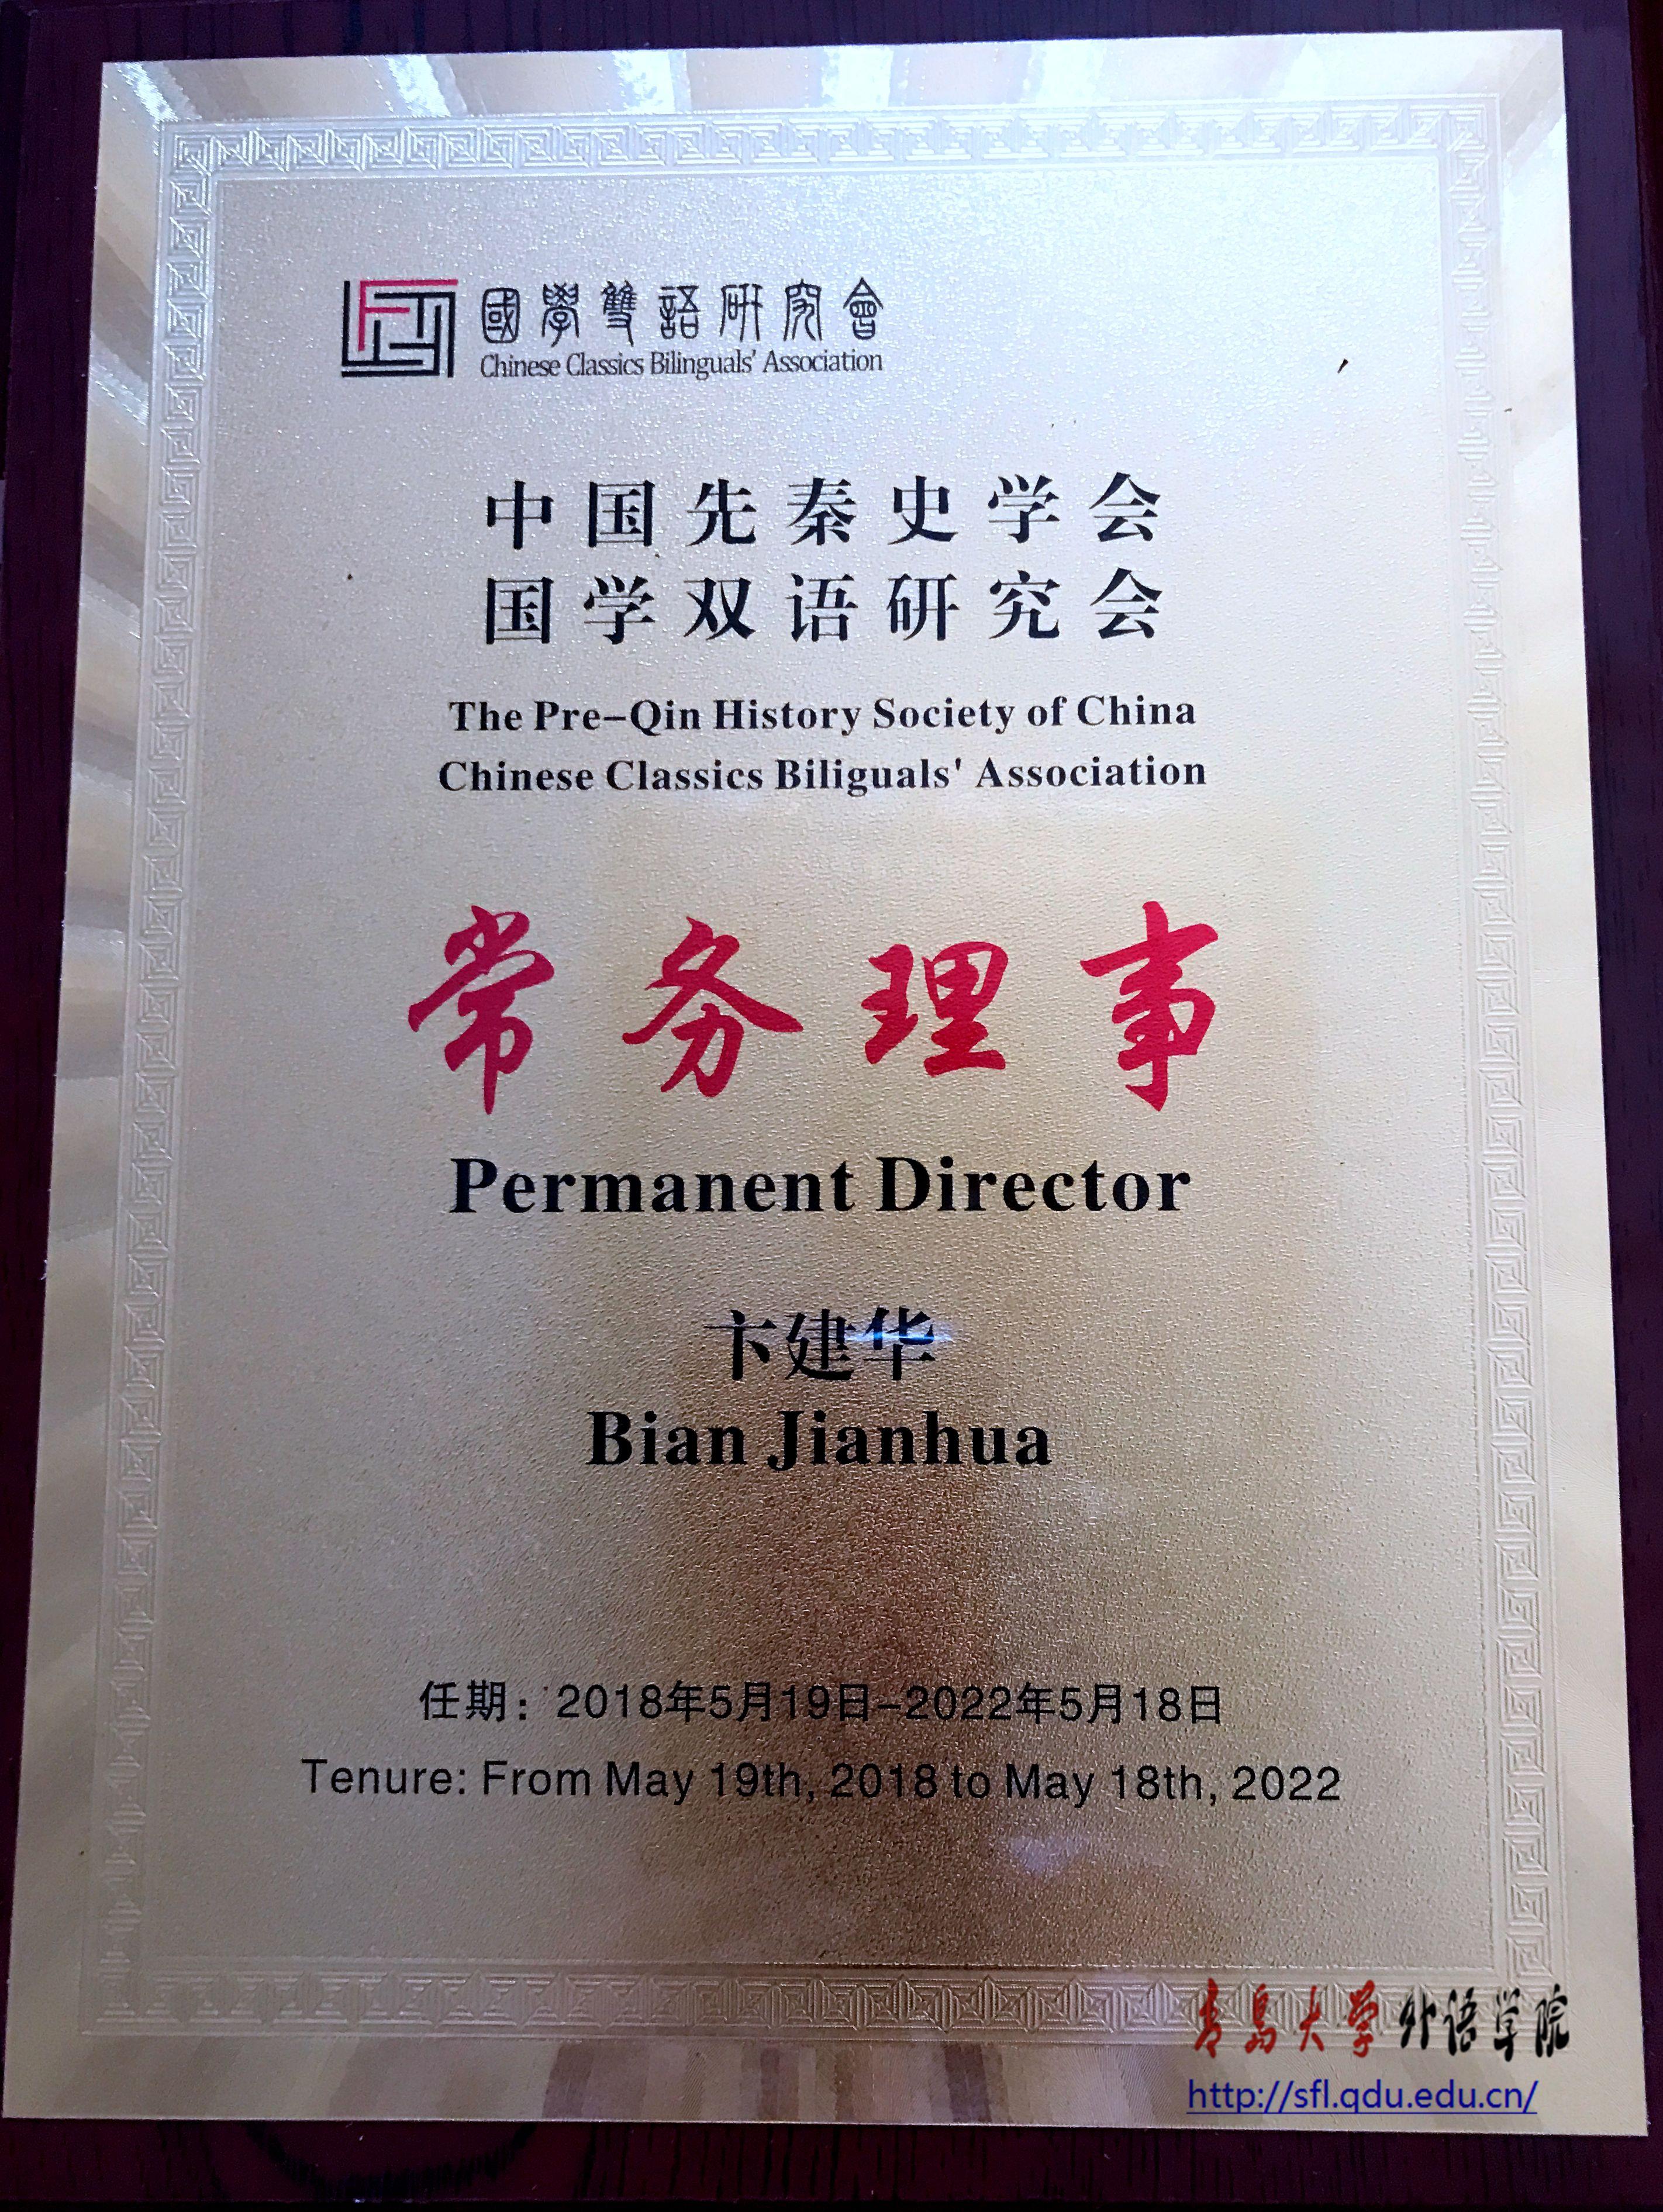 國學雙語研究會
Chinese Classics Bilinguals' Association
中国先秦史学会
国学双语研究会
The Pre-Qin History Society of China
Chinese Classics Biliguals' Association
常务理事
Permanent Director
卞建华
Bian Jianhua
任期：2018年5月19日-2022年5月18日
Tenure: From May 19th, 2018 to May 18th, 2022
青岛大学外语学院
http://sfl.qdu.edu.cn/